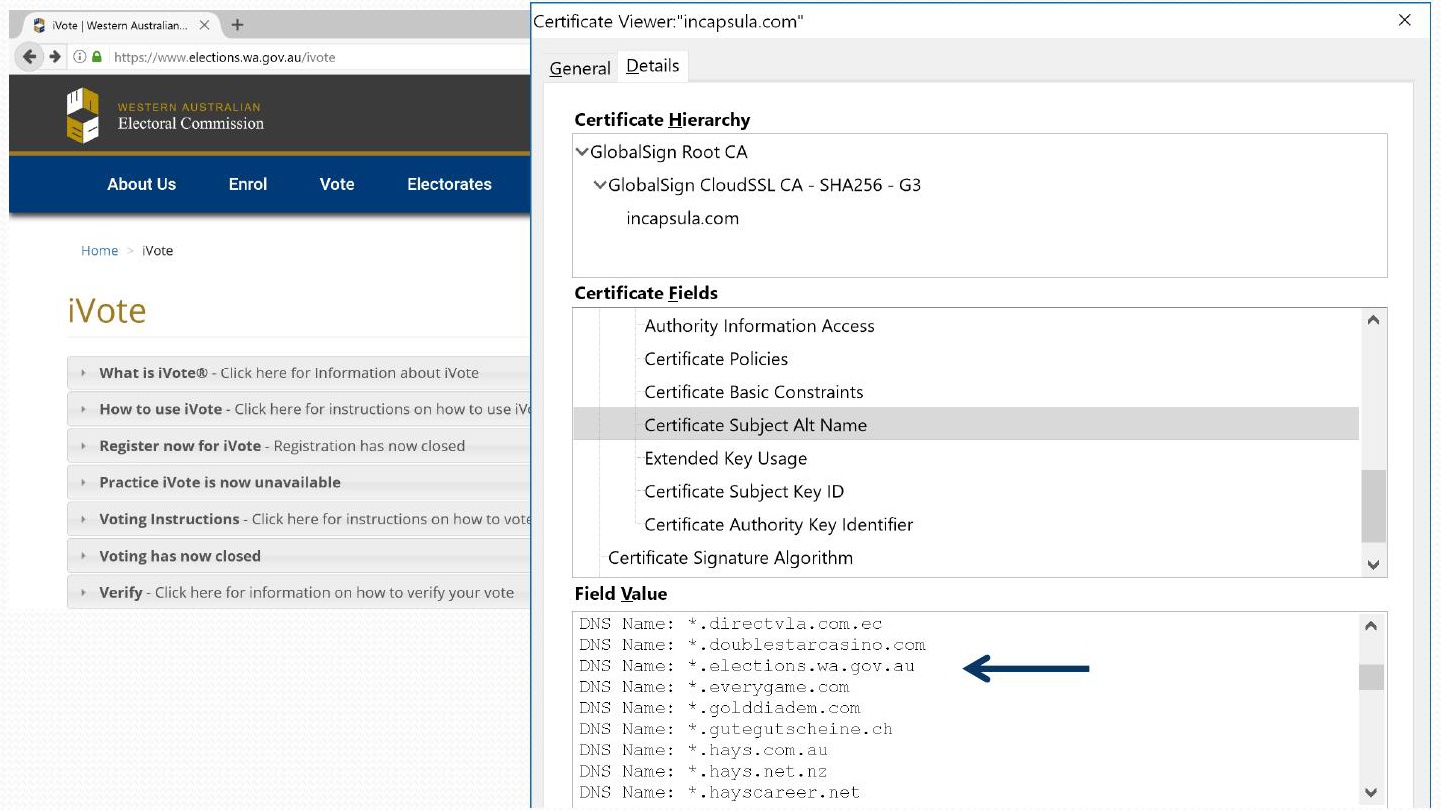 iVote | Western Australian...
https://www.elections.wa.gov.au/ivote
WESTERN AUSTRALIAN
Electoral Commission
About Us Enrol Vote Electorates
Home > iVote
iVote
What is iVote® - Click here for Information about iVote
How to use iVote - Click here for instructions on how to use iVo
Register now for iVote - Registration has now closed
Practice iVote is now unavailable
Voting Instructions - Click here for instructions on how to vote
Voting has now closed
Verify - Click here for information on how to verify your vote
Certificate Viewer:"incapsula.com"
General Details
Certificate Hierarchy
GlobalSign Root CA
GlobalSign CloudSSL CA - SHA256 - G3
incapsula.com
Certificate Fields
Authority Information Access
Certificate Policies
Certificate Basic Constraints
Certificate Subject Alt Name
Extended Key Usage
Certificate Subject Key ID
Certificate Authority Key Identifier
Certificate Signature Algorithm
Field Value
DNS Name: *.directvla.com.ec
DNS Name: *.doublestarcasino.com
DNS Name: *.elections.wa.gov.au
DNS Name: *.everygame.com
DNS Name: *.golddiadem.com
DNS Name: *.gutegutscheine.ch
DNS Name: *.hays.com.au
DNS Name: *.hays.net.nz
DNS Name: *.hayscareer.net